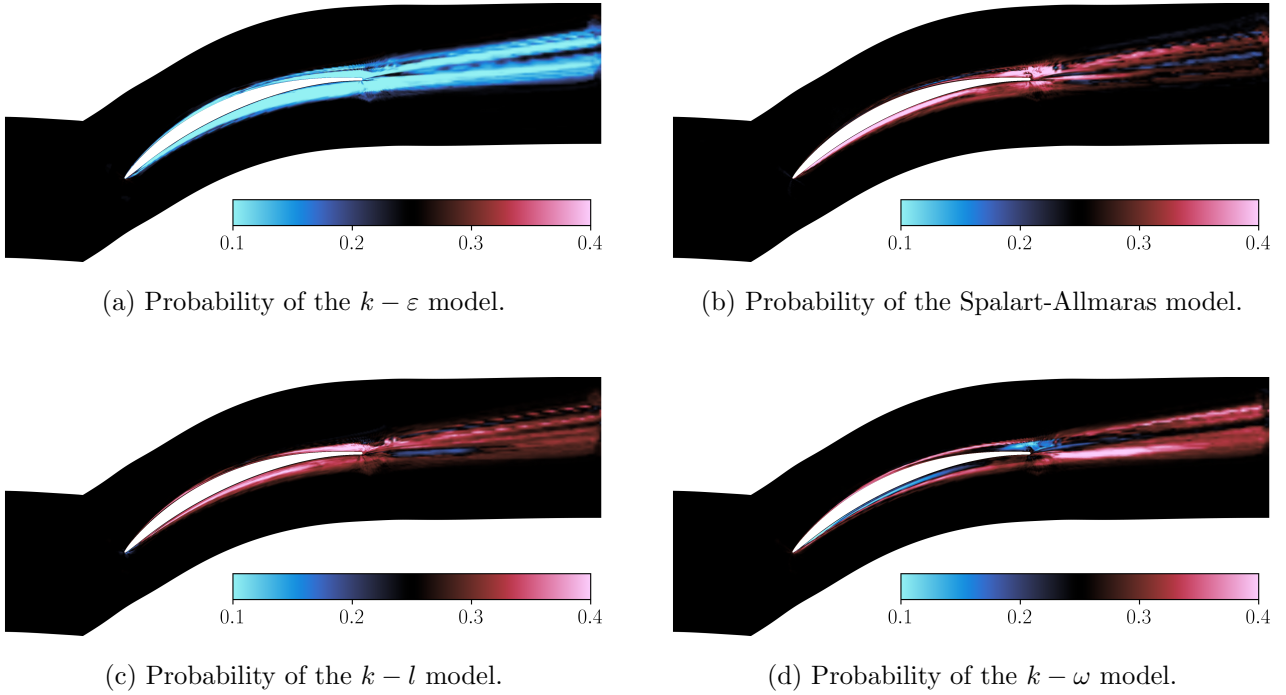 0.1 0.2 0.3 0.4
0.1 0.2 0.3 0.4
(a) Probability of the k − ε model.
(b) Probability of the Spalart-Allmaras model.
0.1 0.2 0.3 0.4
0.1 0.2 0.3 0.4
(c) Probability of the k − l model.
(d) Probability of the k − ω model.